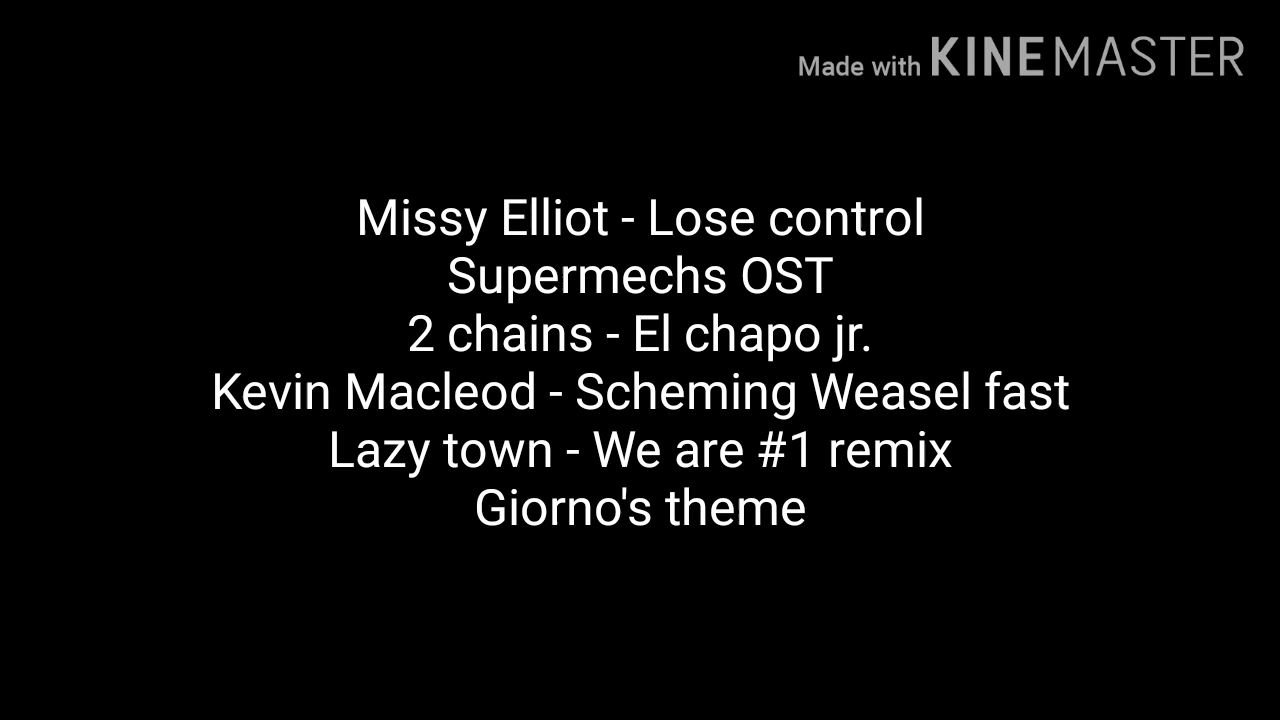 Made with KINEMASTER
Missy Elliot - Lose control
Supermechs OST
2 chains - El chapo jr.
Kevin Macleod - Scheming Weasel fast
Lazy town - We are #1 remix
Giorno's theme